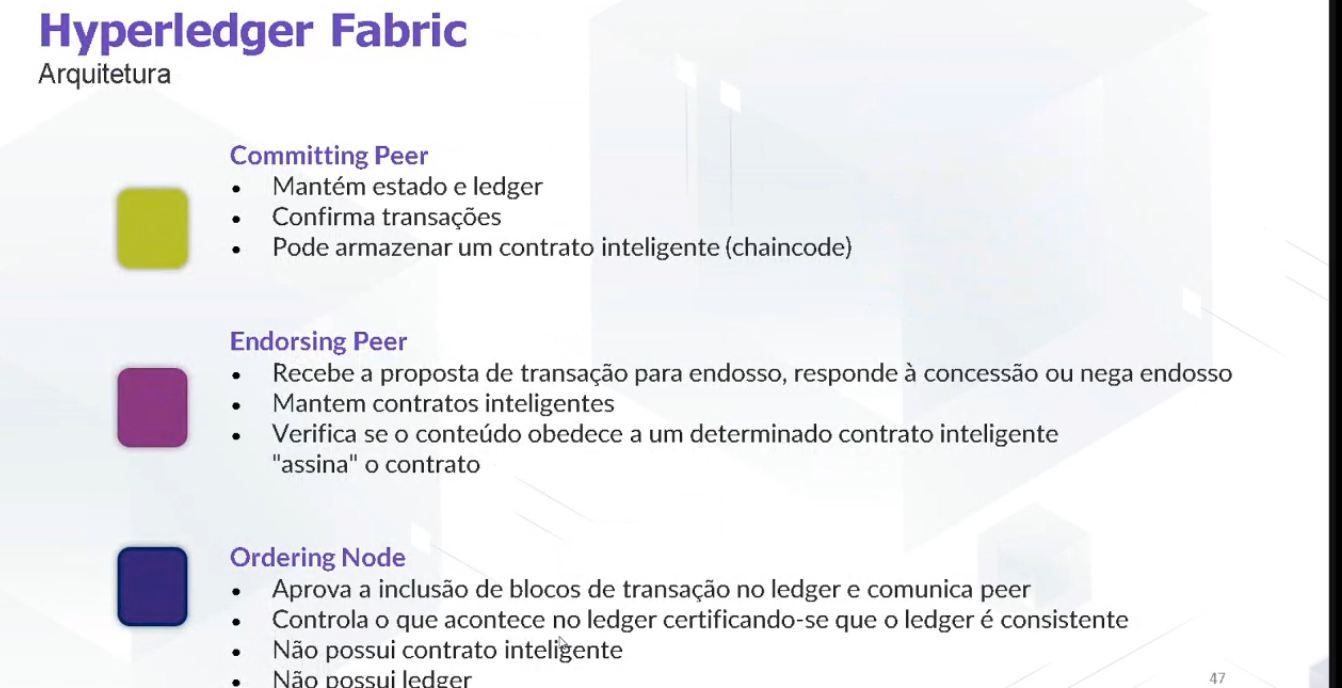 Hyperledger Fabric
Arquitetura
Committing Peer
• Mantém estado e ledger
• Confirma transações
• Pode armazenar um contrato inteligente (chaincode)
Endorsing Peer
• Recebe a proposta de transação para endosso, responde à concessão ou nega endosso
• Mantem contratos inteligentes
• Verifica se o conteúdo obedece a um determinado contrato inteligente
"assina" o contrato
Ordering Node
• Aprova a inclusão de blocos de transação no ledger e comunica peer
• Controla o que acontece no ledger certificando-se que o ledger é consistente
• Não possui contrato inteligente
• Não possui ledger
47